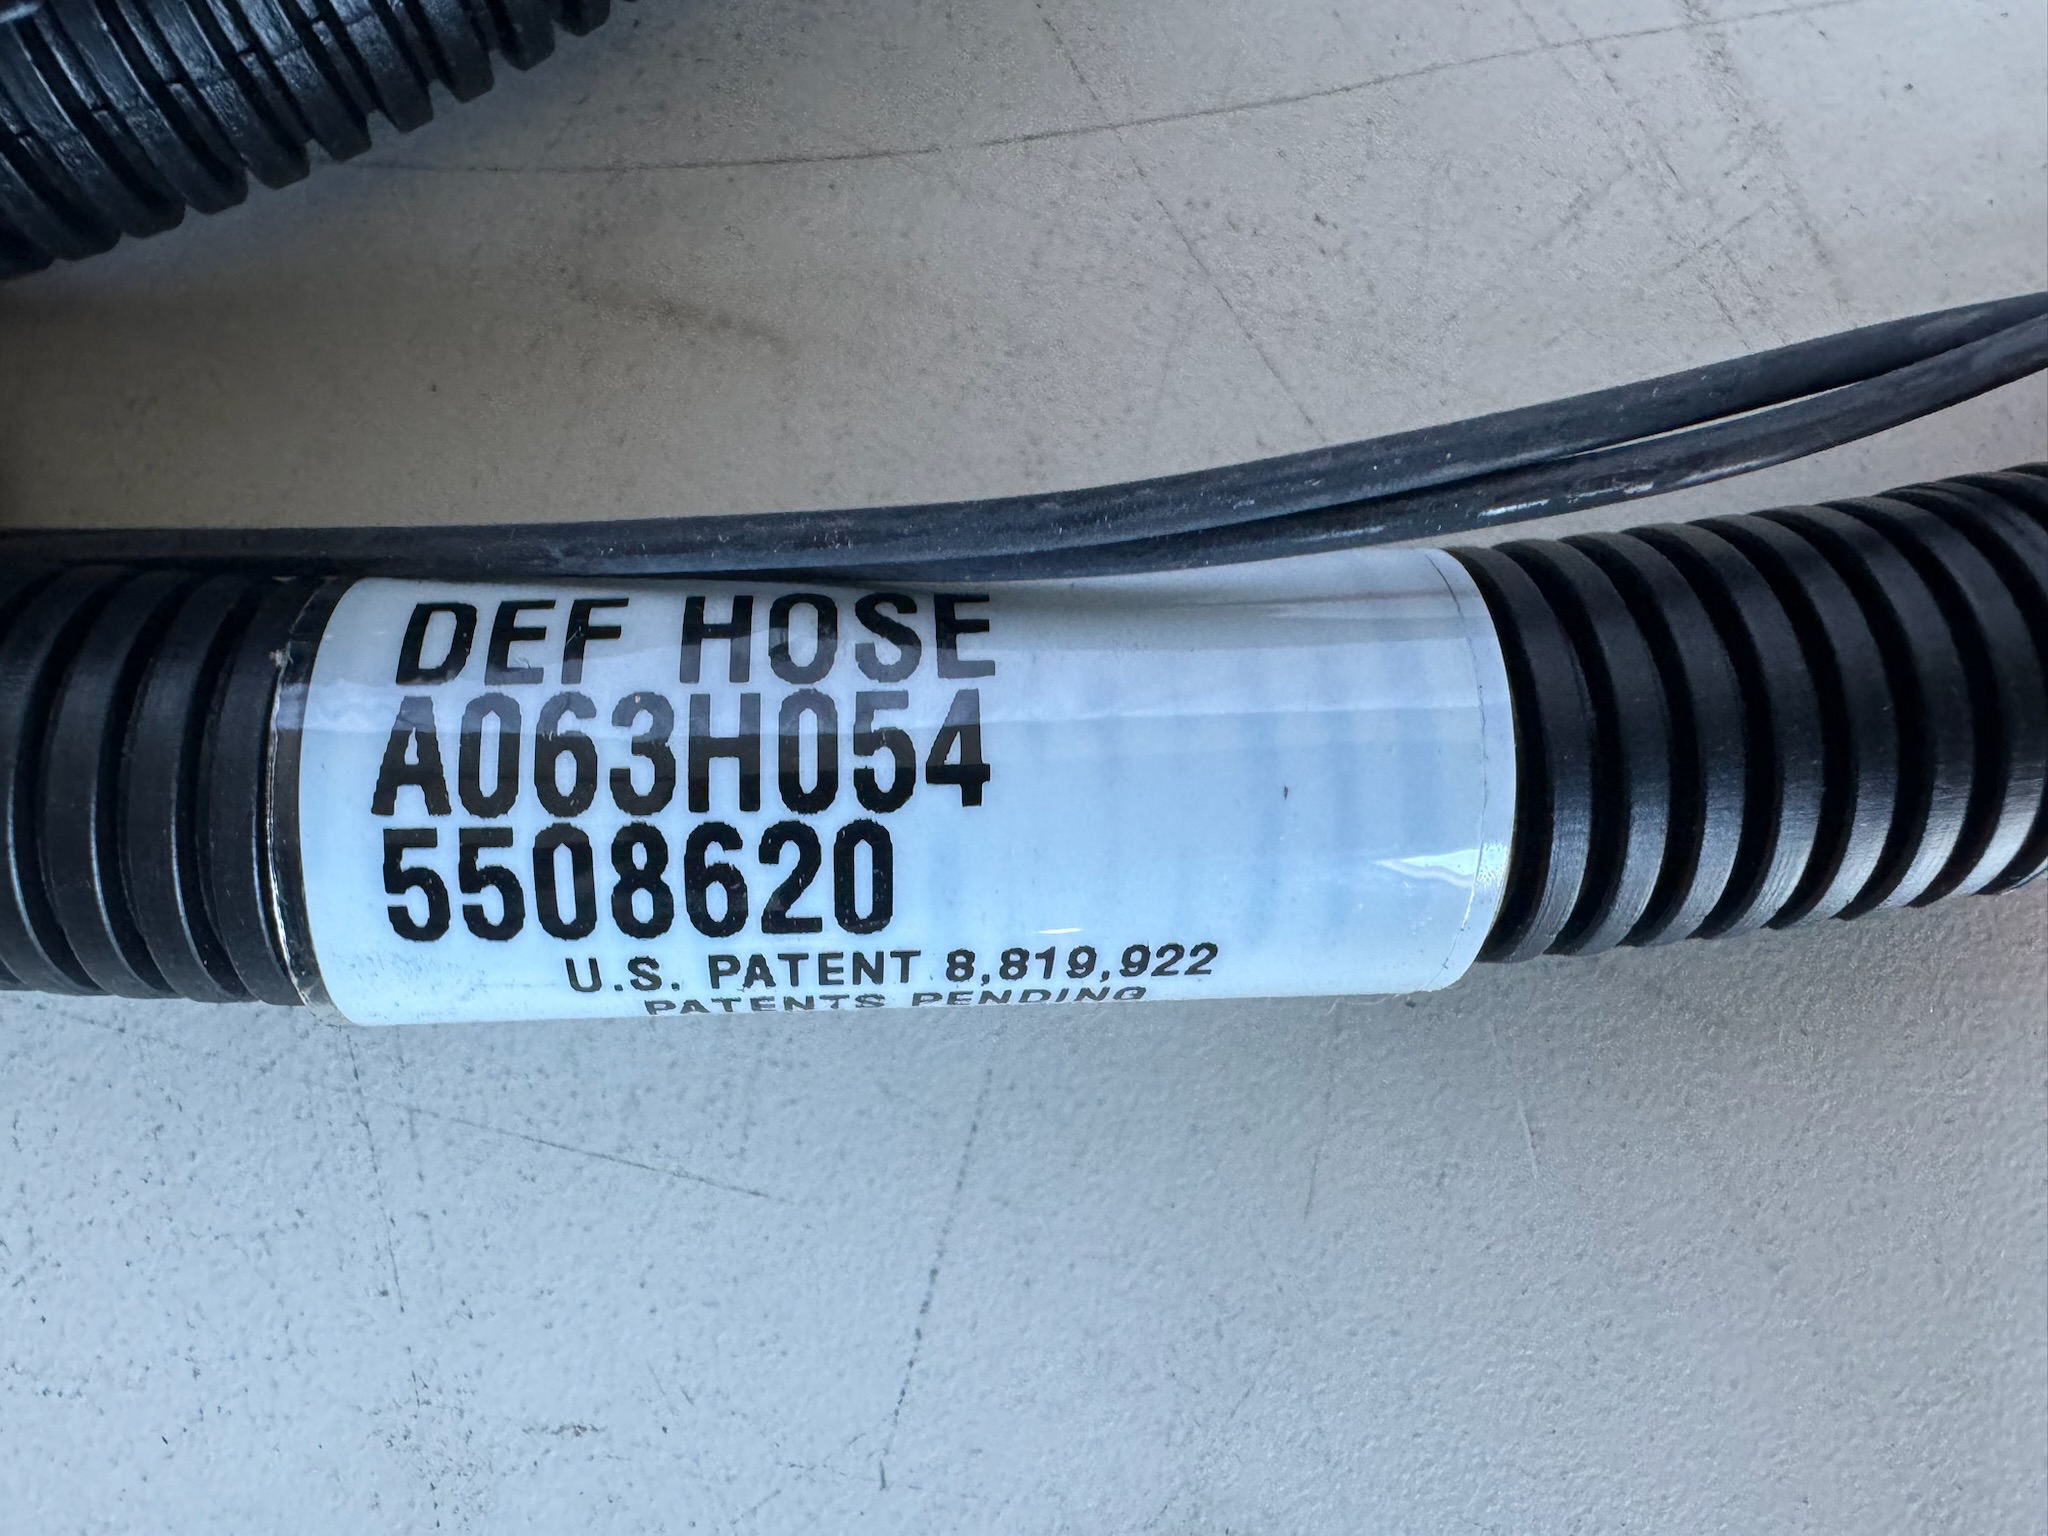 DEF HOSE
A063H054
5508620
U.S. PATENT 8,819,922
PATENTS PENDING